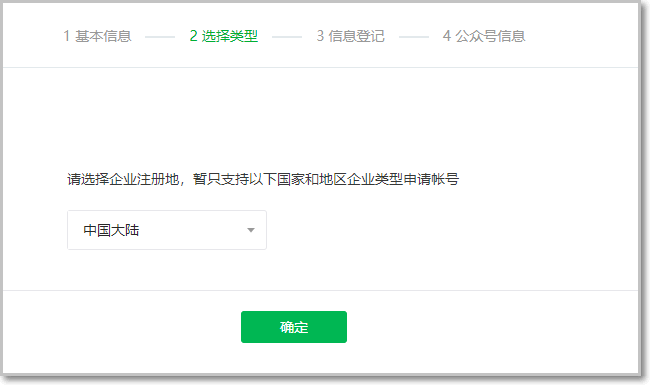 1 基本信息 2 选择类型 3 信息登记 4 公众号信息
请选择企业注册地，暂只支持以下国家和地区企业类型申请帐号
中国大陆
确定